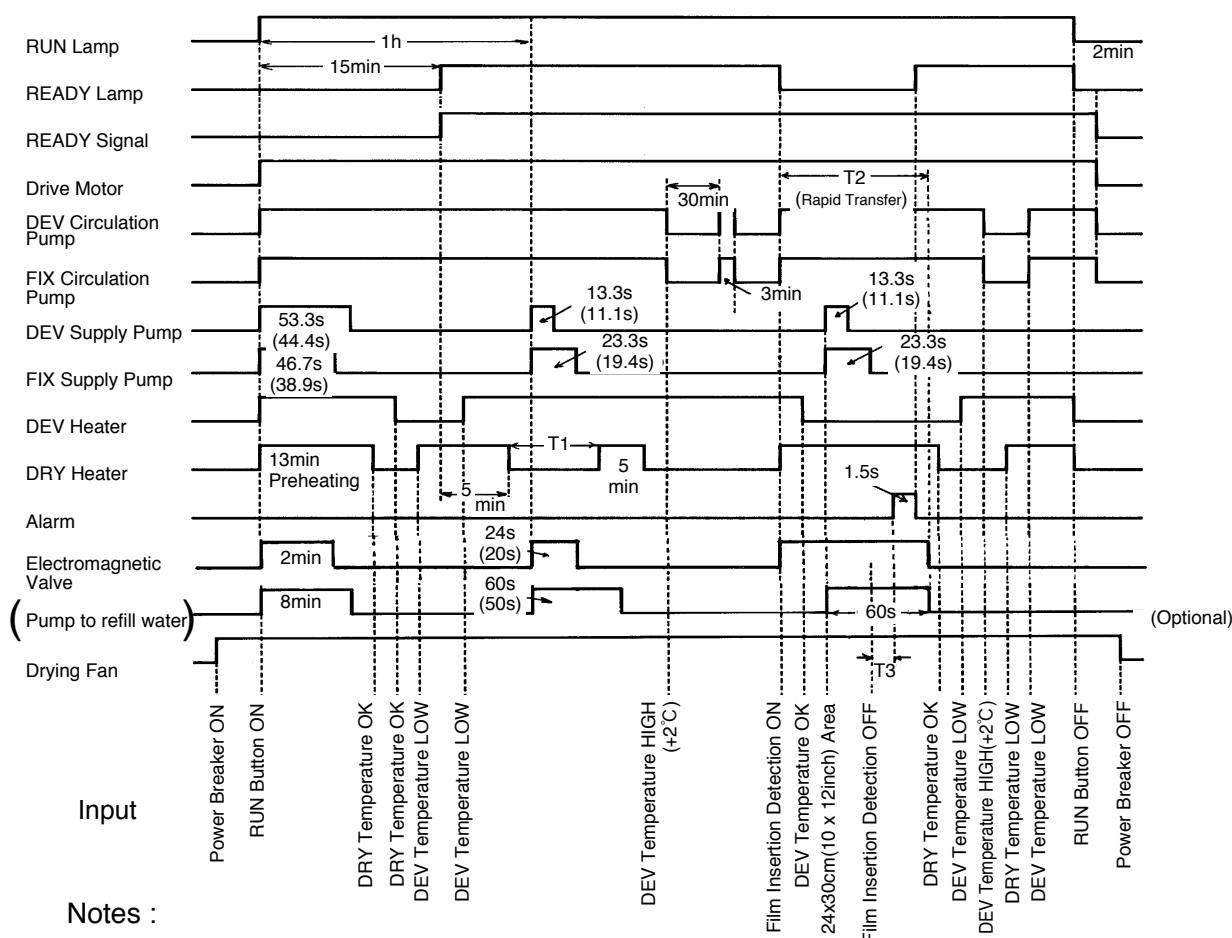 RUN Lamp
1h
2min
15min
READY Lamp
READY Signal
Drive Motor
T2
30min
(Rapid Transfer)
DEV Circulation
Pump
FIX Circulation
Pump
3min
13.3s
(11.1s)
13.3s
(11.1s)
DEV Supply Pump
53.3s
(44.4s)
23.3s
(19.4s)
23.3s
(19.4s)
FIX Supply Pump
46.7s
(38.9s)
DEV Heater
T1
DRY Heater
13min
Preheating
5
min
5
min
1.5s
Alarm
24s
(20s)
Electromagnetic
Valve
2min
60s
(50s)
(Pump to refill water)
8min
60s
(Optional)
Drying Fan
T3
Input
Power Breaker ON
RUN Button ON
DRY Temperature OK
DRY Temperature OK
DEV Temperature LOW
DEV Temperature LOW
DEV Temperature HIGH
(+2°C)
Film Insertion Detection ON
DEV Temperature OK
24x30cm(10 x 12inch) Area
Film Insertion Detection OFF
DRY Temperature OK
DEV Temperature LOW
DEV Temperature HIGH(+2°C)
DRY Temperature LOW
DEV Temperature LOW
RUN Button OFF
Power Breaker OFF
Notes :